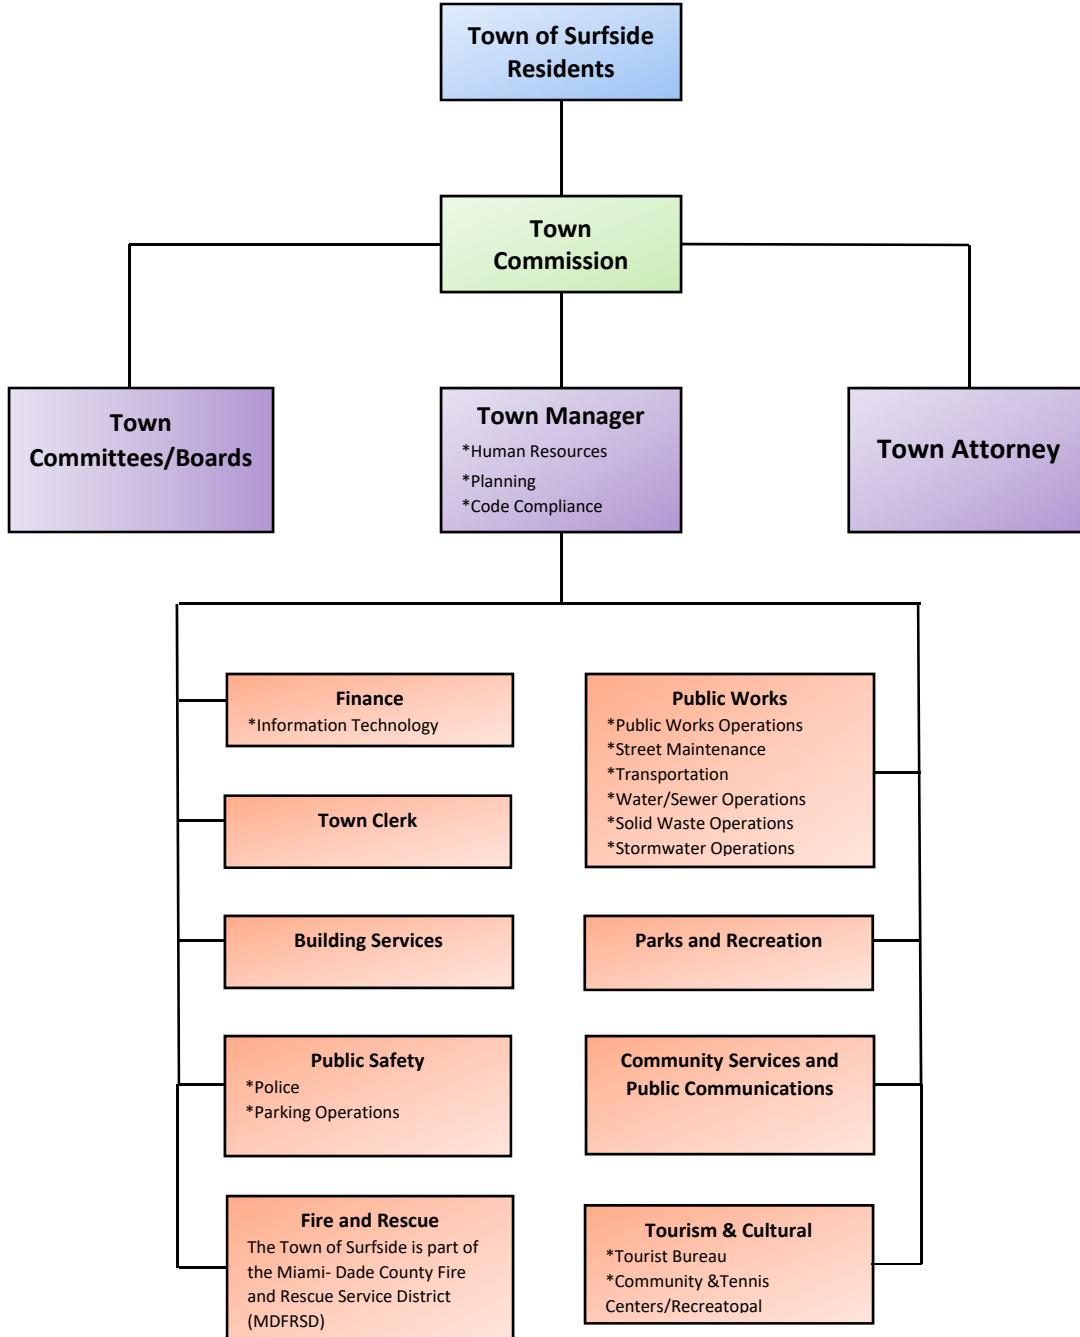 Town of Surfside
Residents
Town
Commission
Town
Committees/Boards
Town Manager
*Human Resources
*Planning
*Code Compliance
Town Attorney
Finance
*Information Technology
Town Clerk
Building Services
Public Safety
*Police
*Parking Operations
Fire and Rescue
The Town of Surfside is part of
the Miami- Dade County Fire
and Rescue Service District
(MDFRSD)
Public Works
*Public Works Operations
*Street Maintenance
*Transportation
*Water/Sewer Operations
*Solid Waste Operations
*Stormwater Operations
Parks and Recreation
Community Services and
Public Communications
Tourism & Cultural
*Tourist Bureau
*Community &Tennis
Centers/Recreatopal